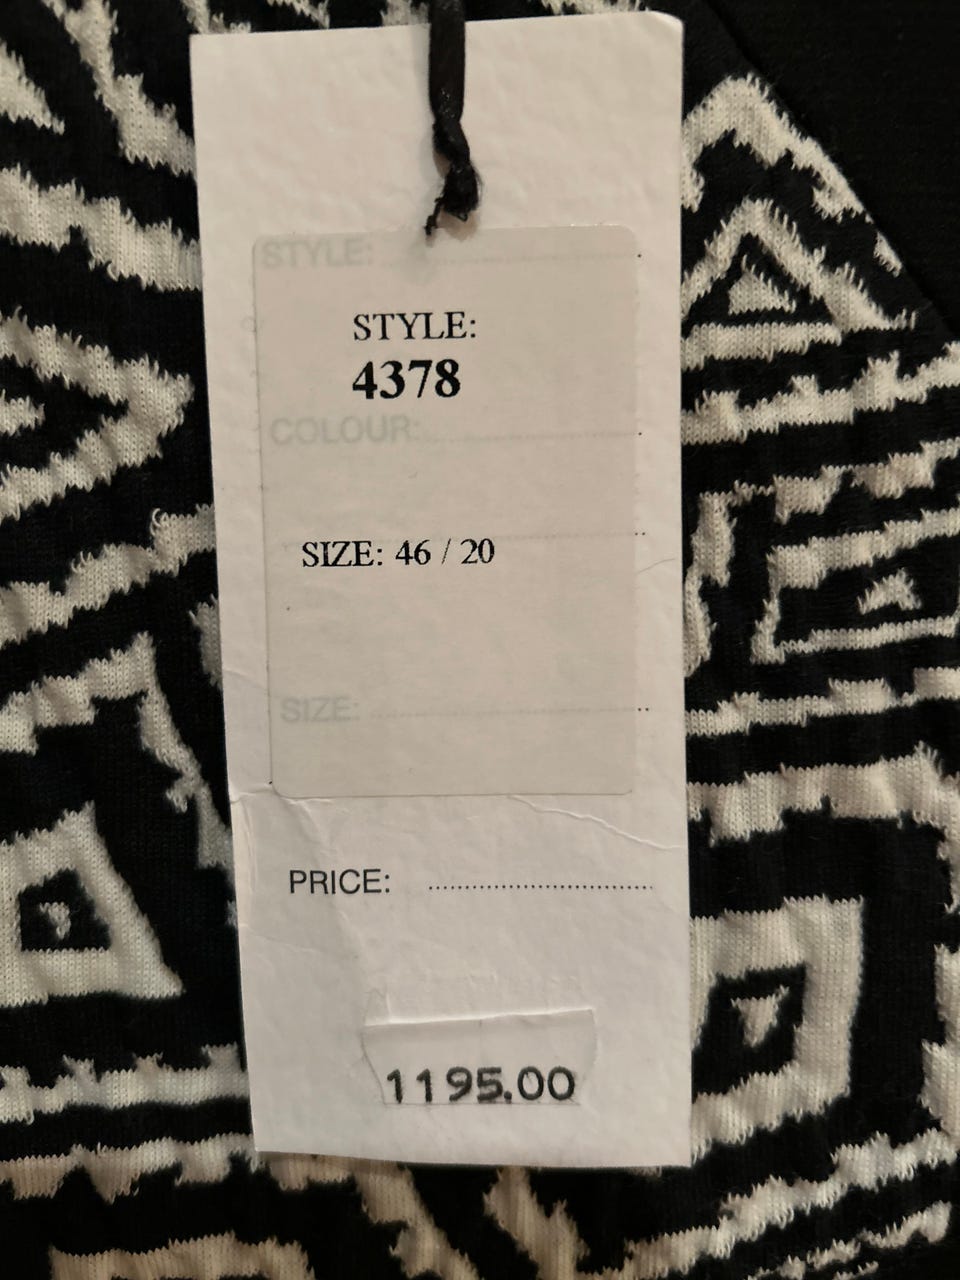 STYLE:
STYLE:
4378
COLOUR:
SIZE: 46 / 20
SIZE:
PRICE:
1195.00